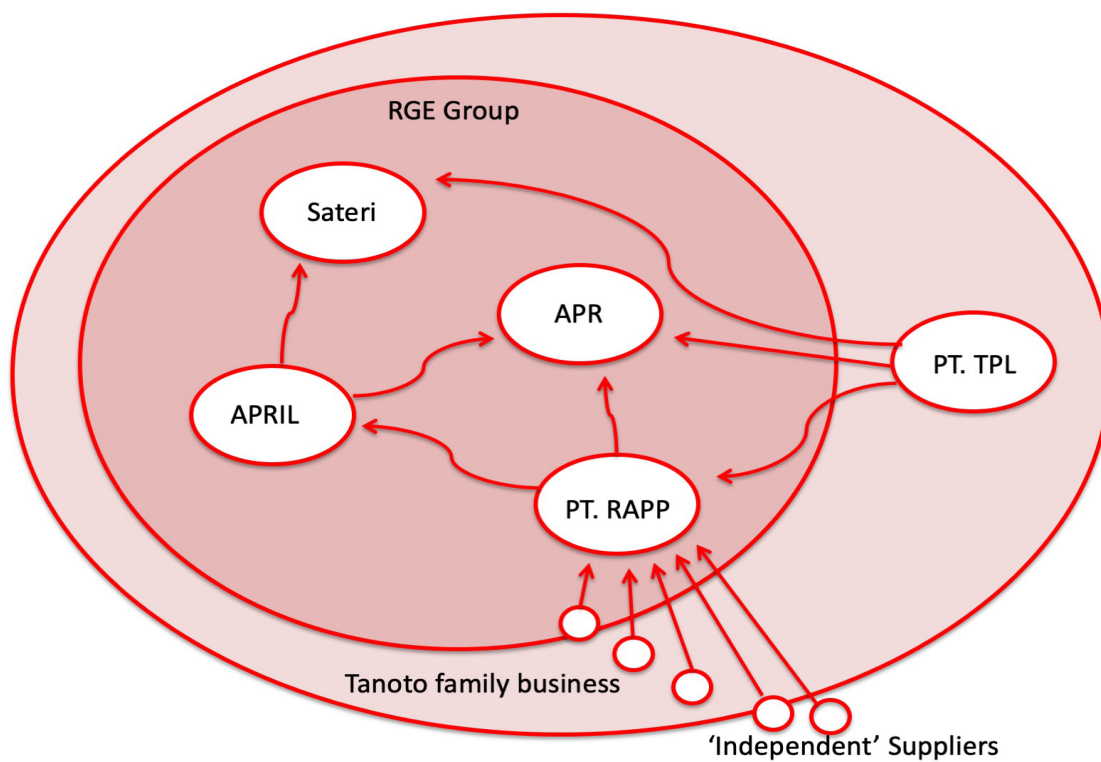 RGE Group
Sateri
APR
PT. TPL
APRIL
PT. RAPP
Tanoto family business
‘Independent’ Suppliers